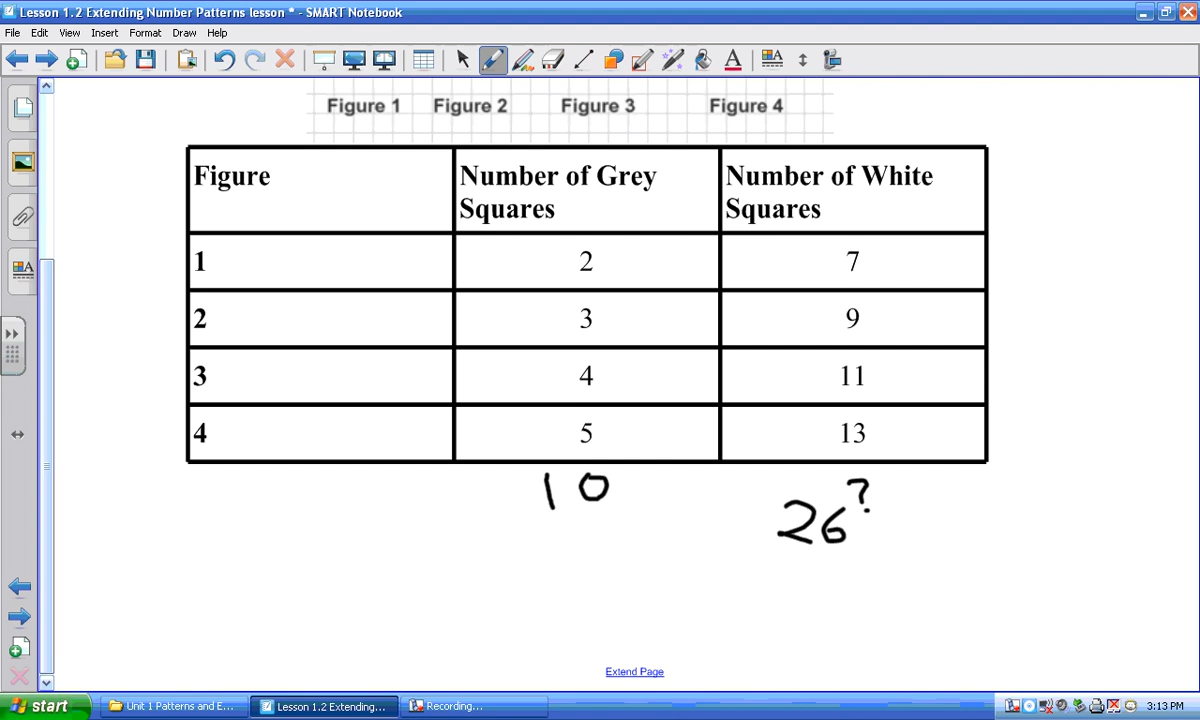 Lesson 1.2 Extending Number Patterns lesson * - SMART Notebook
File Edit View Insert Format Draw Help
Figure 1 Figure 2 Figure 3 Figure 4
Figure Number of Grey Squares Number of White Squares
1 2 7
2 3 9
3 4 11
4 5 13
10
26?
Extend Page
start Unit 1 Patterns and E... Lesson 1.2 Extending... Recording... 3:13 PM